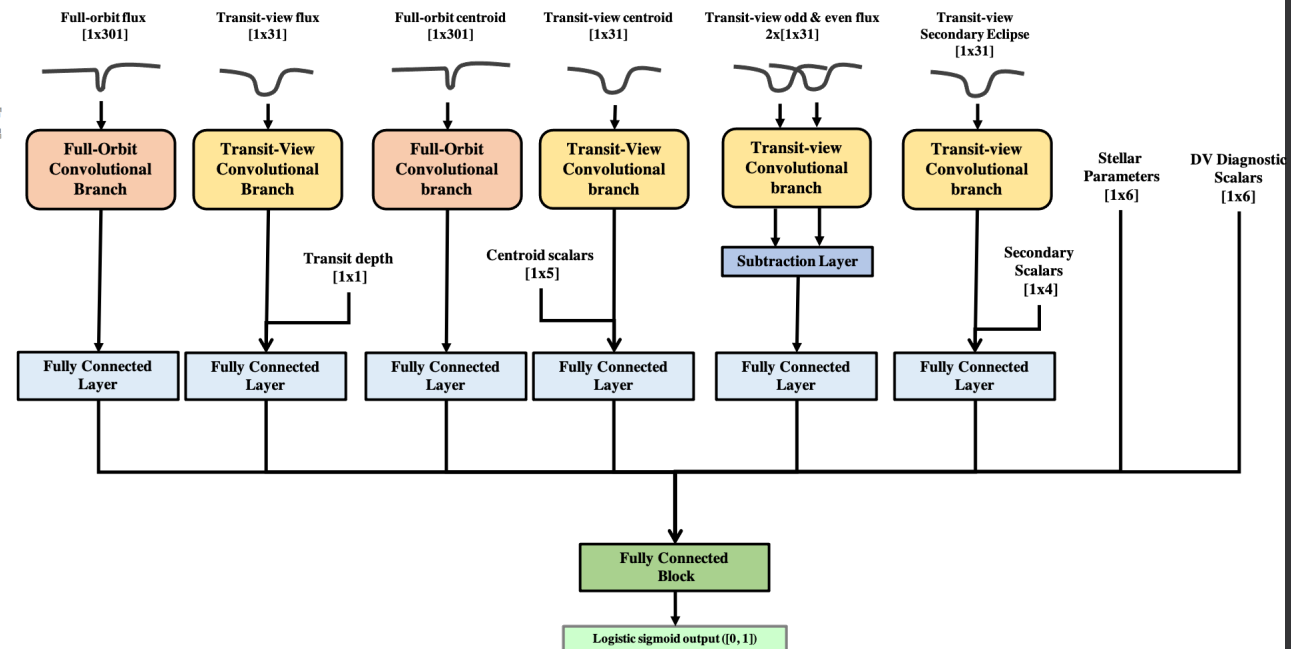 Full-orbit flux
[1x301]
Transit-view flux
[1x31]
Full-orbit centroid
[1x301]
Transit-view centroid
[1x31]
Transit-view odd & even flux
2x[1x31]
Transit-view
Secondary Eclipse
[1x31]
Full-Orbit
Convolutional
Branch
Transit-View
Convolutional
Branch
Full-Orbit
Convolutional
branch
Transit-View
Convolutional
branch
Transit-view
Convolutional
branch
Transit-view
Convolutional
branch
Stellar
Parameters
[1x6]
DV Diagnostic
Scalars
[1x6]
Transit depth
[1x1]
Centroid scalars
[1x5]
Subtraction Layer
Secondary
Scalars
[1x4]
Fully Connected
Layer
Fully Connected
Layer
Fully Connected
Layer
Fully Connected
Layer
Fully Connected
Layer
Fully Connected
Layer
Fully Connected
Block
Logistic sigmoid output ([0, 1])